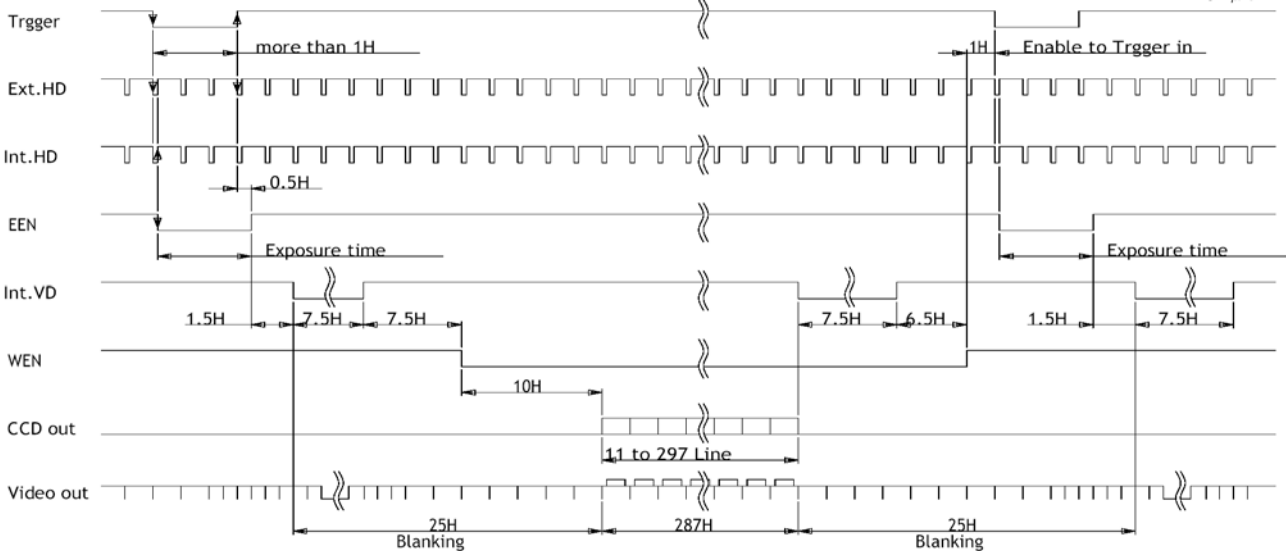 Trgger
more than 1H
1H
Enable to Trgger in
Ext.HD
Int.HD
0.5H
EEN
Exposure time
Exposure time
Int.VD
1.5H
7.5H
7.5H
7.5H
6.5H
1.5H
7.5H
WEN
10H
CCD out
11 to 297 Line
Video out
25H
287H
25H
Blanking
Blanking